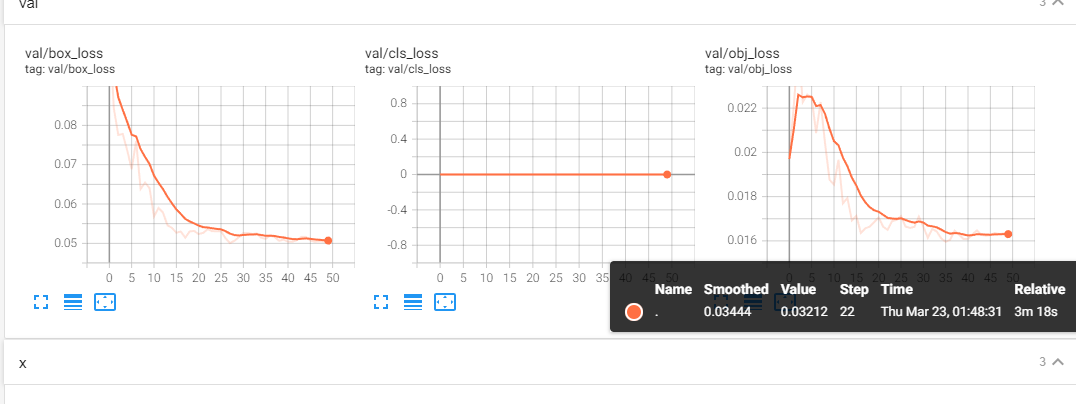 val
3
val/box_loss
tag: val/box_loss
0.08
0.07
0.06
0.05
0 5 10 15 20 25 30 35 40 45 50
val/cls_loss
tag: val/cls_loss
0.8
0.4
0
-0.4
-0.8
0 5 10 15 20 25 30 35 40 45 50
val/obj_loss
tag: val/obj_loss
0.022
0.02
0.018
0.016
0 5 10 15 20 25 30 35 40 45 50
Name Smoothed Value Step Time Relative
. 0.03444 0.03212 22 Thu Mar 23, 01:48:31 3m 18s
x
3